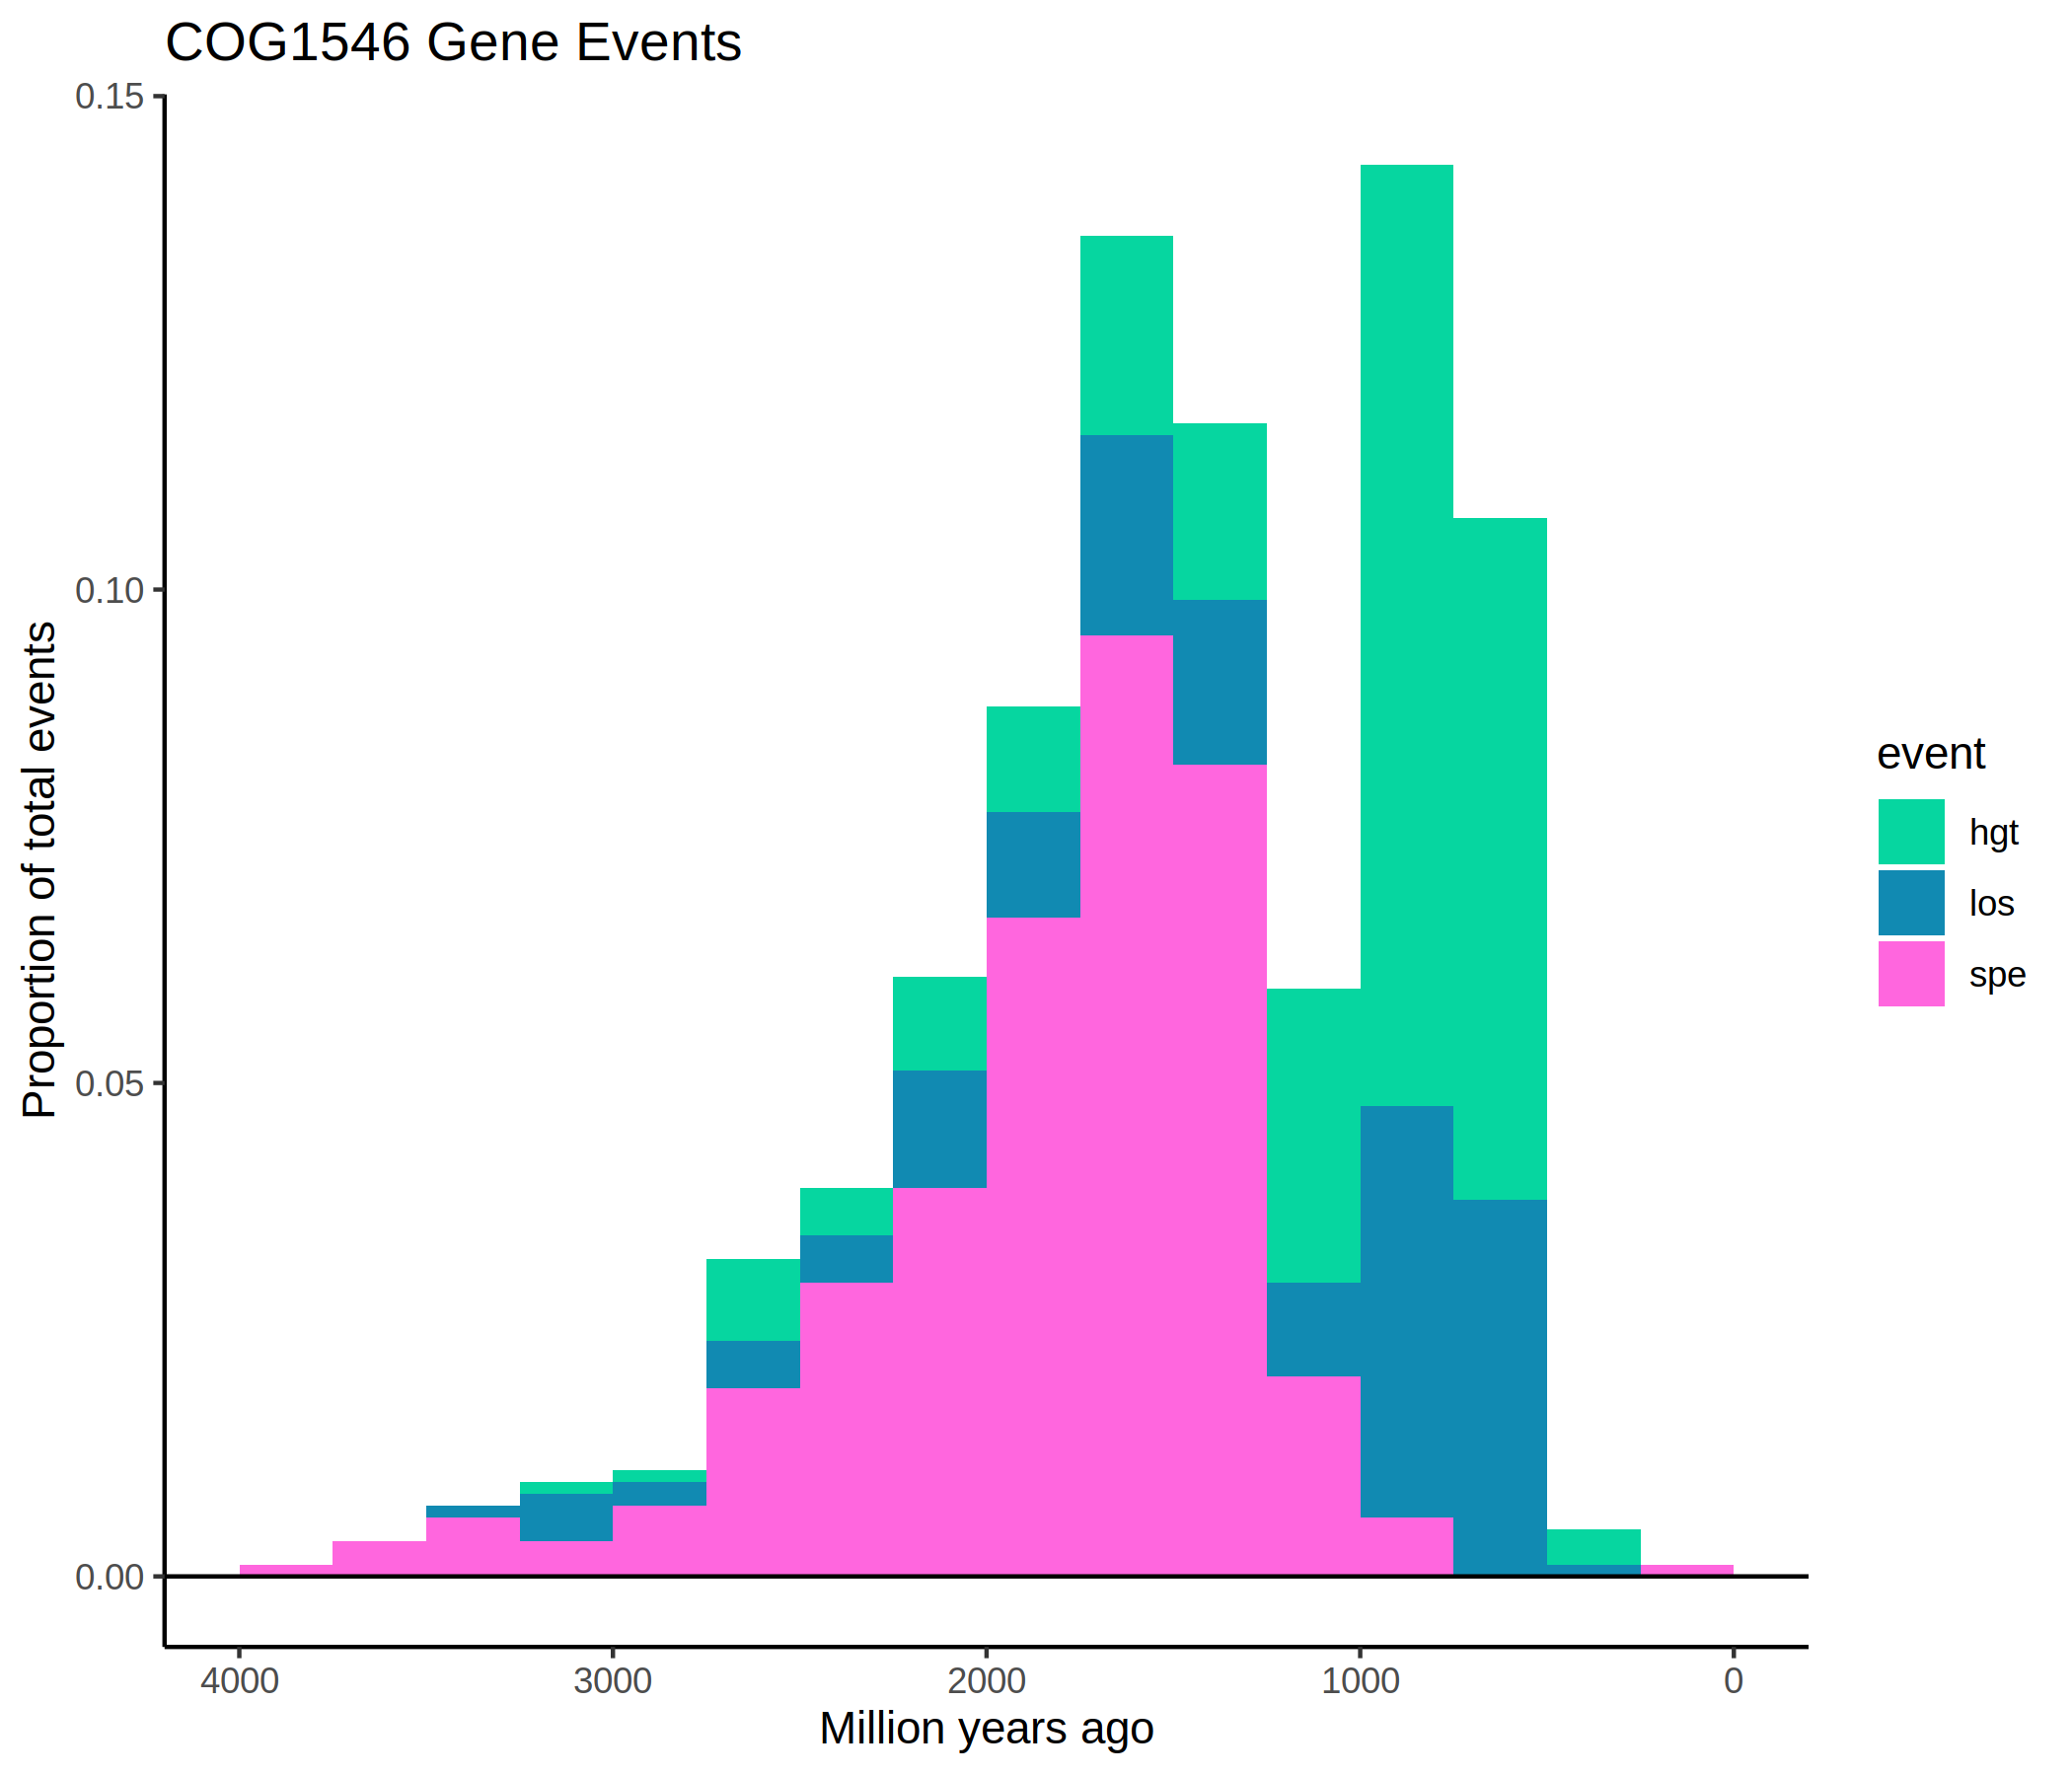 COG1546 Gene Events
0.15
0.10
0.05
0.00
Proportion of total events
4000 3000 2000 1000 0
Million years ago
event
hgt
los
spe